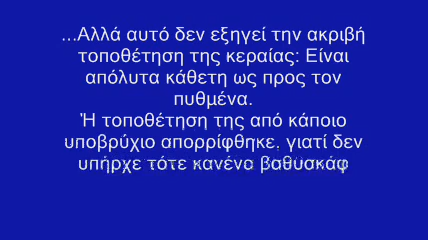 ...Αλλά αυτό δεν εξηγεί την ακριβή
τοποθέτηση της κεραίας: Είναι
απόλυτα κάθετη ως προς τον
πυθμένα.
Ή τοποθέτηση της από κάποιο
υποβρύχιο απορρίφθηκε, γιατί δεν
υπήρχε τότε κανένα βαθυσκάφ